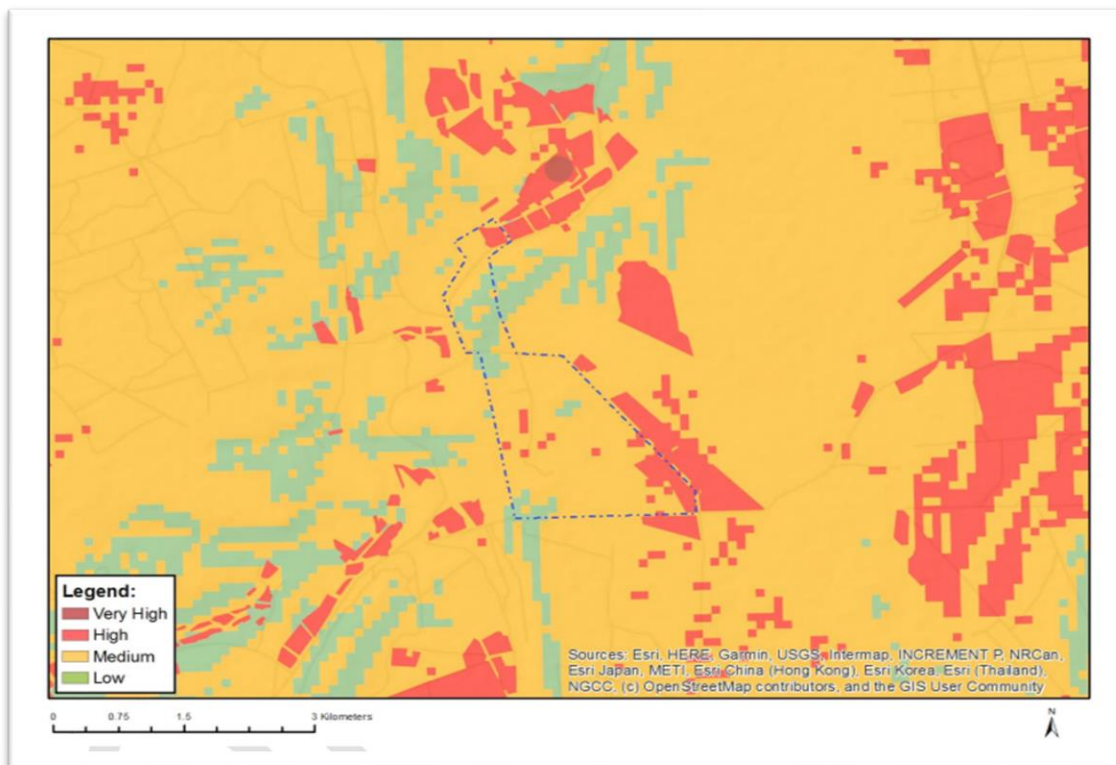 Legend:
Very High
High
Medium
Low
Sources: Esri, HERE, Garmin, USGS, Intermap, INCREMENT P, NRCan,
Esri Japan, METI, Esri China (Hong Kong), Esri Korea, Esri (Thailand),
NGCC, (c) OpenStreetMap contributors, and the GIS User Community
0 0.75 1.5 3 Kilometers
N